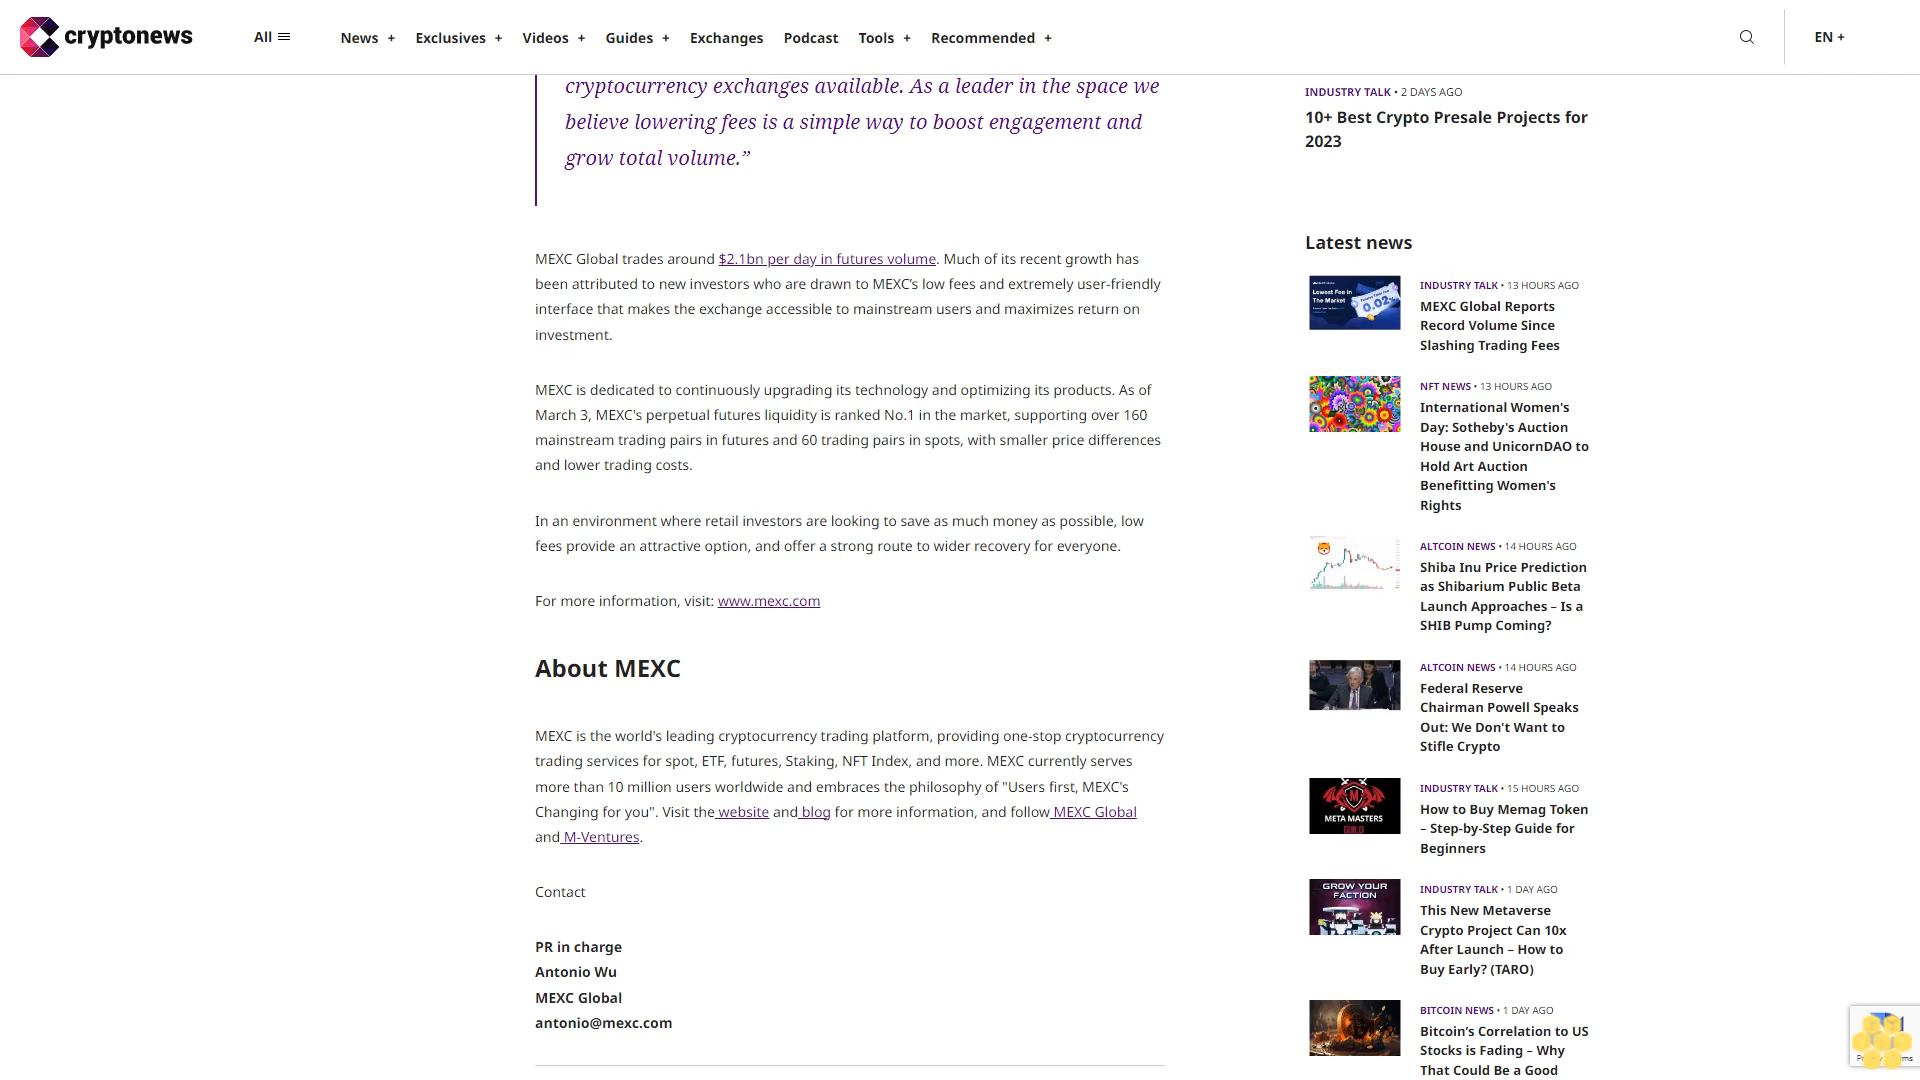 cryptonews
All
News +
Exclusives +
Videos +
Guides +
Exchanges
Podcast
Tools +
Recommended +
EN +
cryptocurrency exchanges available. As a leader in the space we
believe lowering fees is a simple way to boost engagement and
grow total volume.”
MEXC Global trades around $2.1bn per day in futures volume. Much of its recent growth has
been attributed to new investors who are drawn to MEXC's low fees and extremely user-friendly
interface that makes the exchange accessible to mainstream users and maximizes return on
investment.
MEXC is dedicated to continuously upgrading its technology and optimizing its products. As of
March 3, MEXC's perpetual futures liquidity is ranked No.1 in the market, supporting over 160
mainstream trading pairs in futures and 60 trading pairs in spots, with smaller price differences
and lower trading costs.
In an environment where retail investors are looking to save as much money as possible, low
fees provide an attractive option, and offer a strong route to wider recovery for everyone.
For more information, visit: www.mexc.com
About MEXC
MEXC is the world's leading cryptocurrency trading platform, providing one-stop cryptocurrency
trading services for spot, ETF, futures, Staking, NFT Index, and more. MEXC currently serves
more than 10 million users worldwide and embraces the philosophy of "Users first, MEXC's
Changing for you". Visit the website and blog for more information, and follow MEXC Global
and M-Ventures.
Contact
PR in charge
Antonio Wu
MEXC Global
antonio@mexc.com
INDUSTRY TALK • 2 DAYS AGO
10+ Best Crypto Presale Projects for
2023
Latest news
Lowest Fee in
The Market
0.02%
INDUSTRY TALK • 13 HOURS AGO
MEXC Global Reports
Record Volume Since
Slashing Trading Fees
NFT NEWS • 13 HOURS AGO
International Women's
Day: Sotheby's Auction
House and UnicornDAO to
Hold Art Auction
Benefitting Women's
Rights
ALTCOIN NEWS • 14 HOURS AGO
Shiba Inu Price Prediction
as Shibarium Public Beta
Launch Approaches – Is a
SHIB Pump Coming?
ALTCOIN NEWS • 14 HOURS AGO
Federal Reserve
Chairman Powell Speaks
Out: We Don't Want to
Stifle Crypto
META MASTERS
GUILD
INDUSTRY TALK • 15 HOURS AGO
How to Buy Memag Token
– Step-by-Step Guide for
Beginners
GROW YOUR
FACTION
INDUSTRY TALK • 1 DAY AGO
This New Metaverse
Crypto Project Can 10x
After Launch – How to
Buy Early? (TARO)
BITCOIN NEWS • 1 DAY AGO
Bitcoin’s Correlation to US
Stocks is Fading – Why
That Could Be a Good